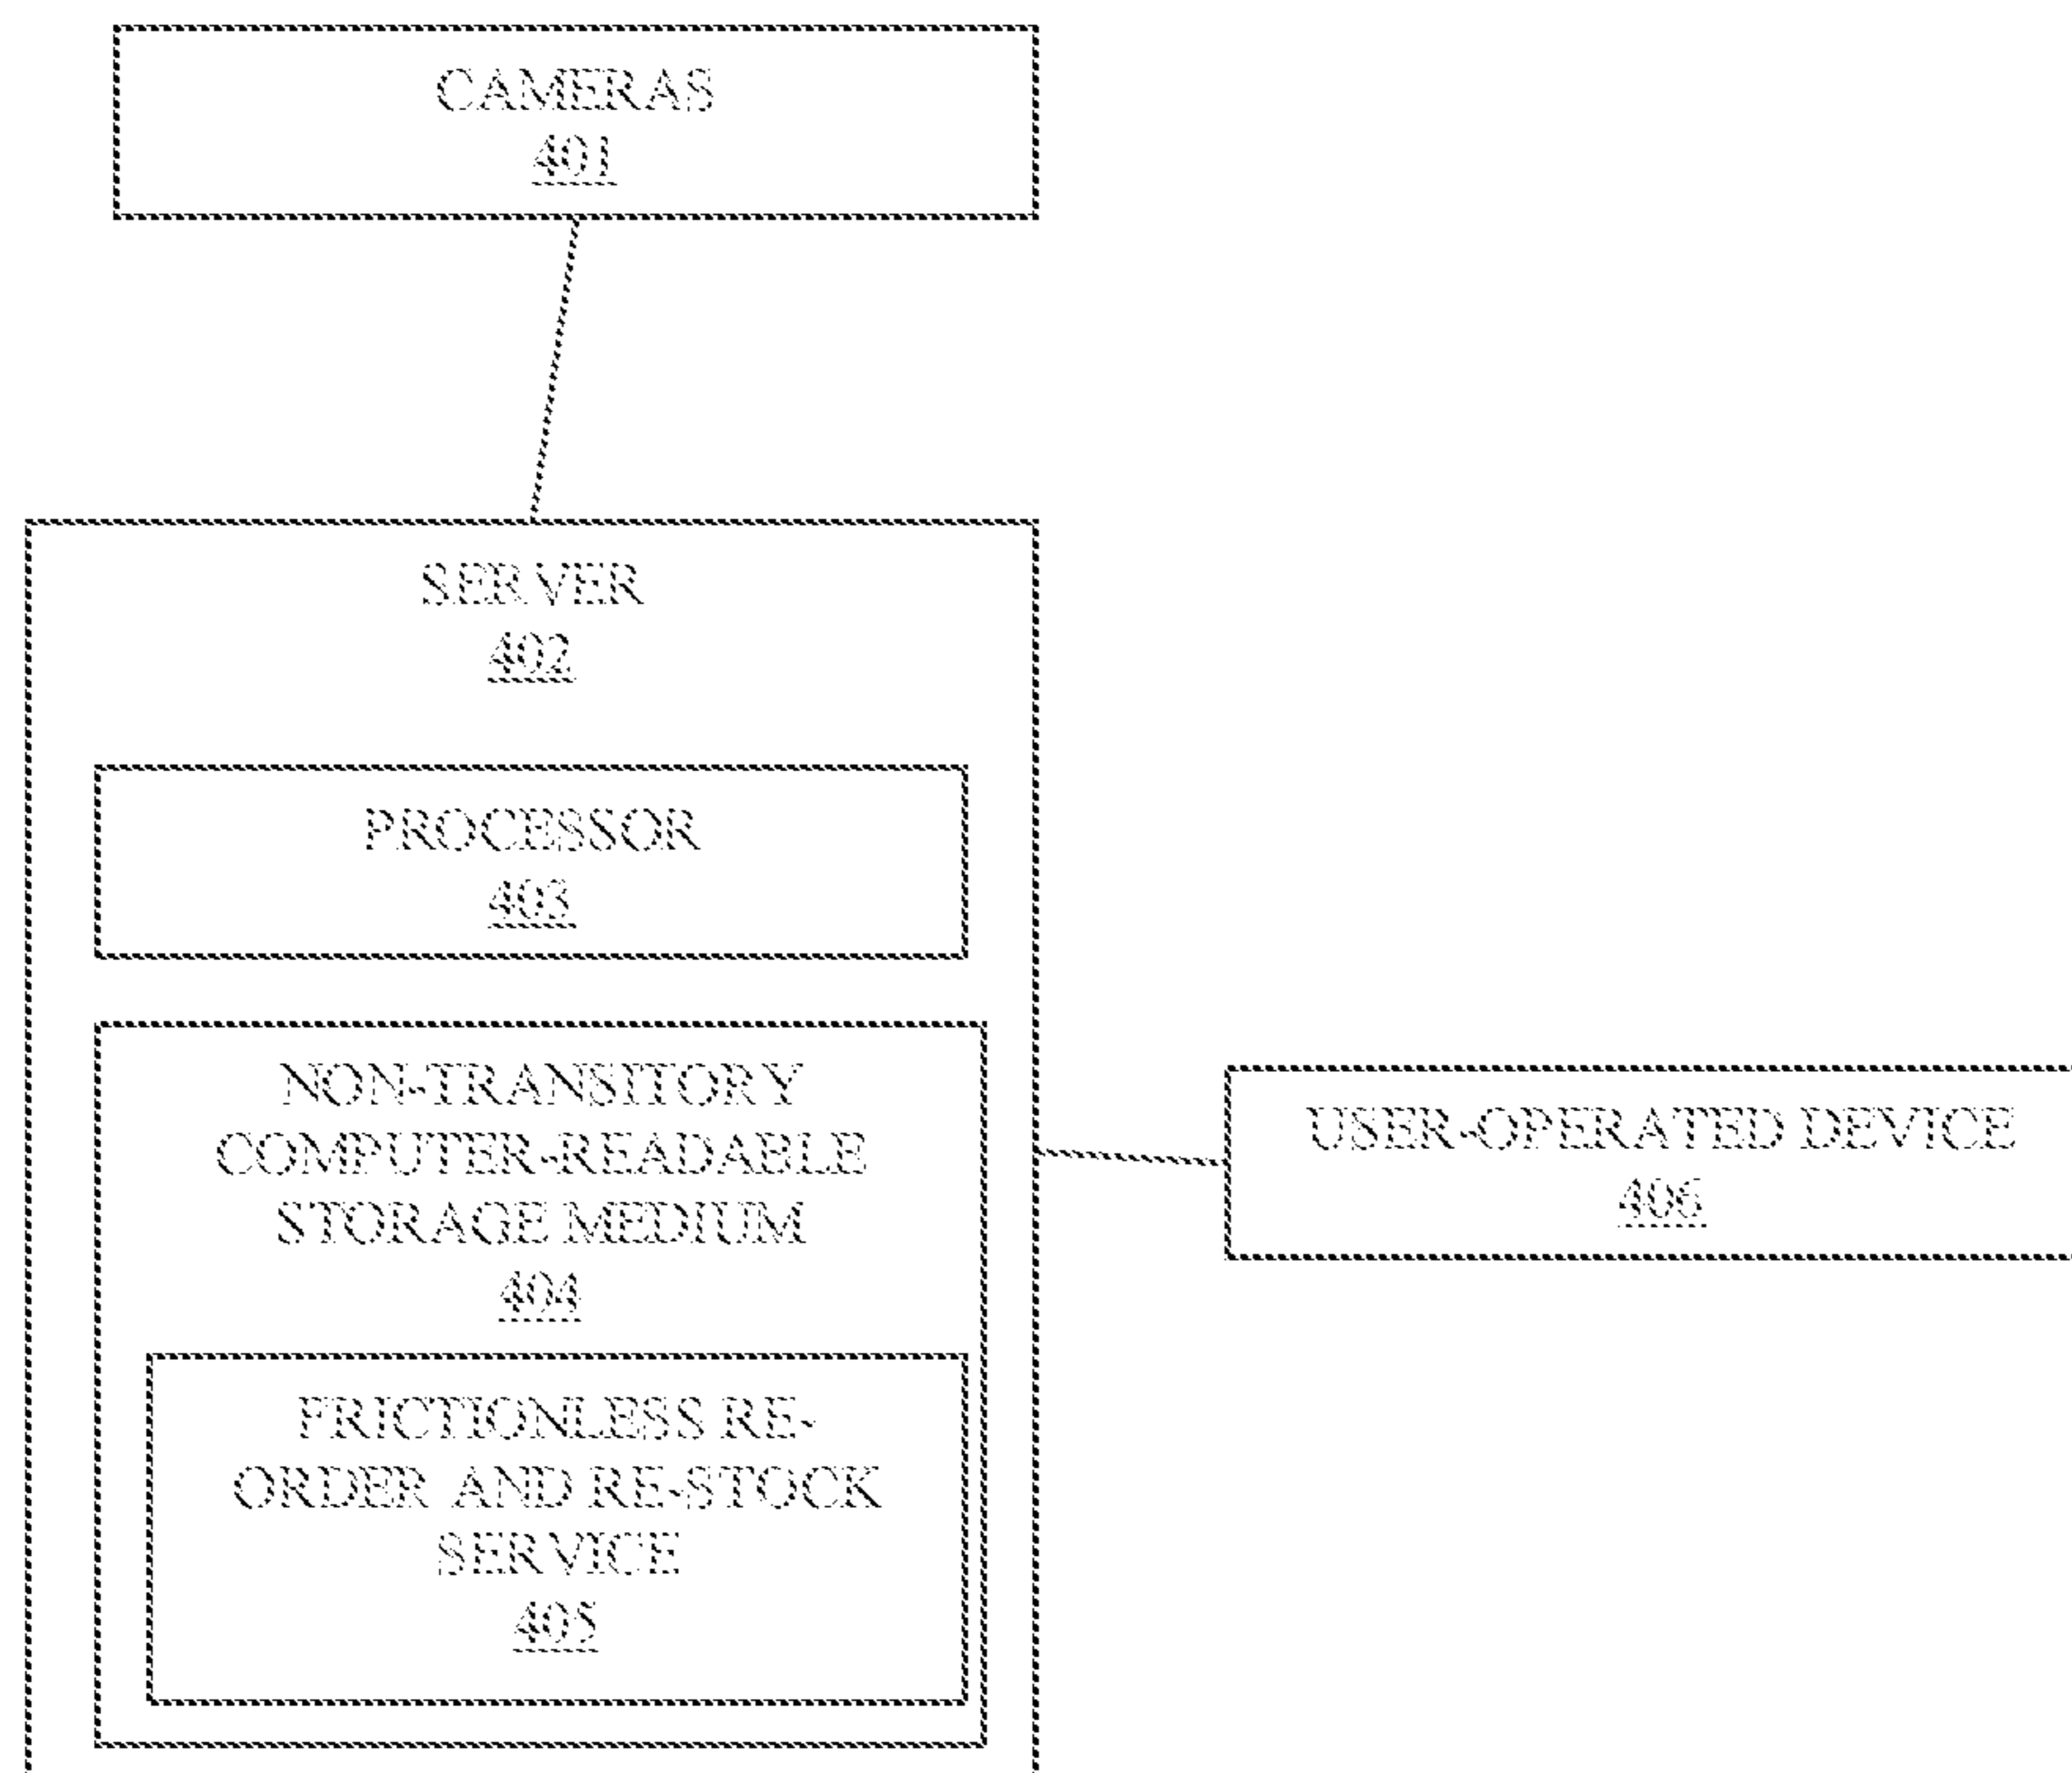 CAMERAS
401
SERVER
402
PROCESSOR
403
NON-TRANSITORY
COMPUTER-READABLE
STORAGE MEDIUM
404
FRICTIONLESS RE-
ORDER AND RE-STOCK
SERVICE
405
USER-OPERATED DEVICE
406